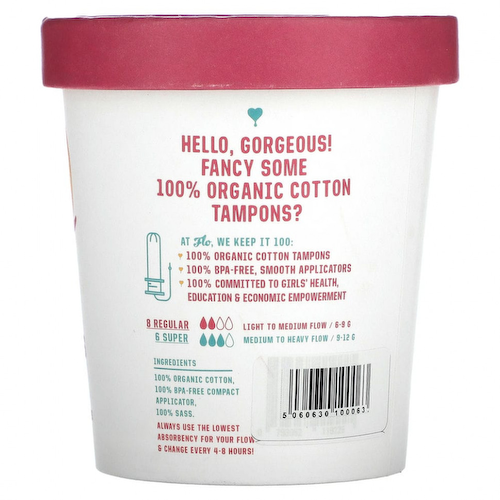 HELLO, GORGEOUS!
FANCY SOME
100% ORGANIC COTTON
TAMPONS?
AT Flo, WE KEEP IT 100:
100% ORGANIC COTTON TAMPONS
100% BPA-FREE, SMOOTH APPLICATORS
100% COMMITTED TO GIRLS' HEALTH,
EDUCATION & ECONOMIC EMPOWERMENT
8 REGULAR LIGHT TO MEDIUM FLOW / 6-9 G
6 SUPER MEDIUM TO HEAVY FLOW / 9-12 G
INGREDIENTS
100% ORGANIC COTTON,
100% BPA-FREE COMPACT
APPLICATOR,
100% SASS.
ALWAYS USE THE LOWEST
ABSORBENCY FOR YOUR FLOW
& CHANGE EVERY 4-8 HOURS!
5 060630 100063